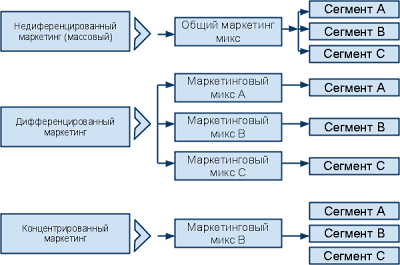 Недиференцированный
маркетинг (массовый)
Общий маркетинг
микс
Сегмент A
Сегмент B
Сегмент C
Дифференцированный
маркетинг
Маркетинговый
микс A
Маркетинговый
микс B
Маркетинговый
микс C
Сегмент A
Сегмент B
Сегмент C
Концентрированный
маркетинг
Маркетинговый
микс B
Сегмент A
Сегмент B
Сегмент C